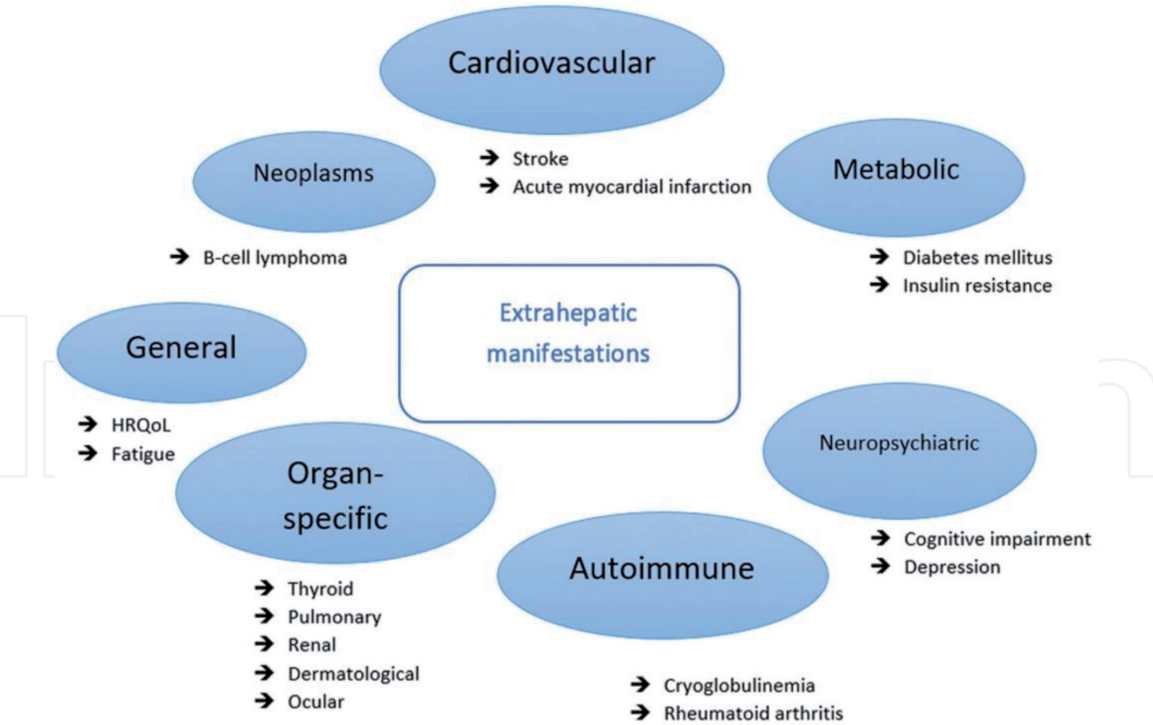 Cardiovascular
➔ Stroke
➔ Acute myocardial infarction
Neoplasms
➔ B-cell lymphoma
Metabolic
➔ Diabetes mellitus
➔ Insulin resistance
Extrahepatic
manifestations
General
➔ HRQoL
➔ Fatigue
Organ-
specific
➔ Thyroid
➔ Pulmonary
➔ Renal
➔ Dermatological
➔ Ocular
Autoimmune
➔ Cryoglobulinemia
➔ Rheumatoid arthritis
Neuropsychiatric
➔ Cognitive impairment
➔ Depression